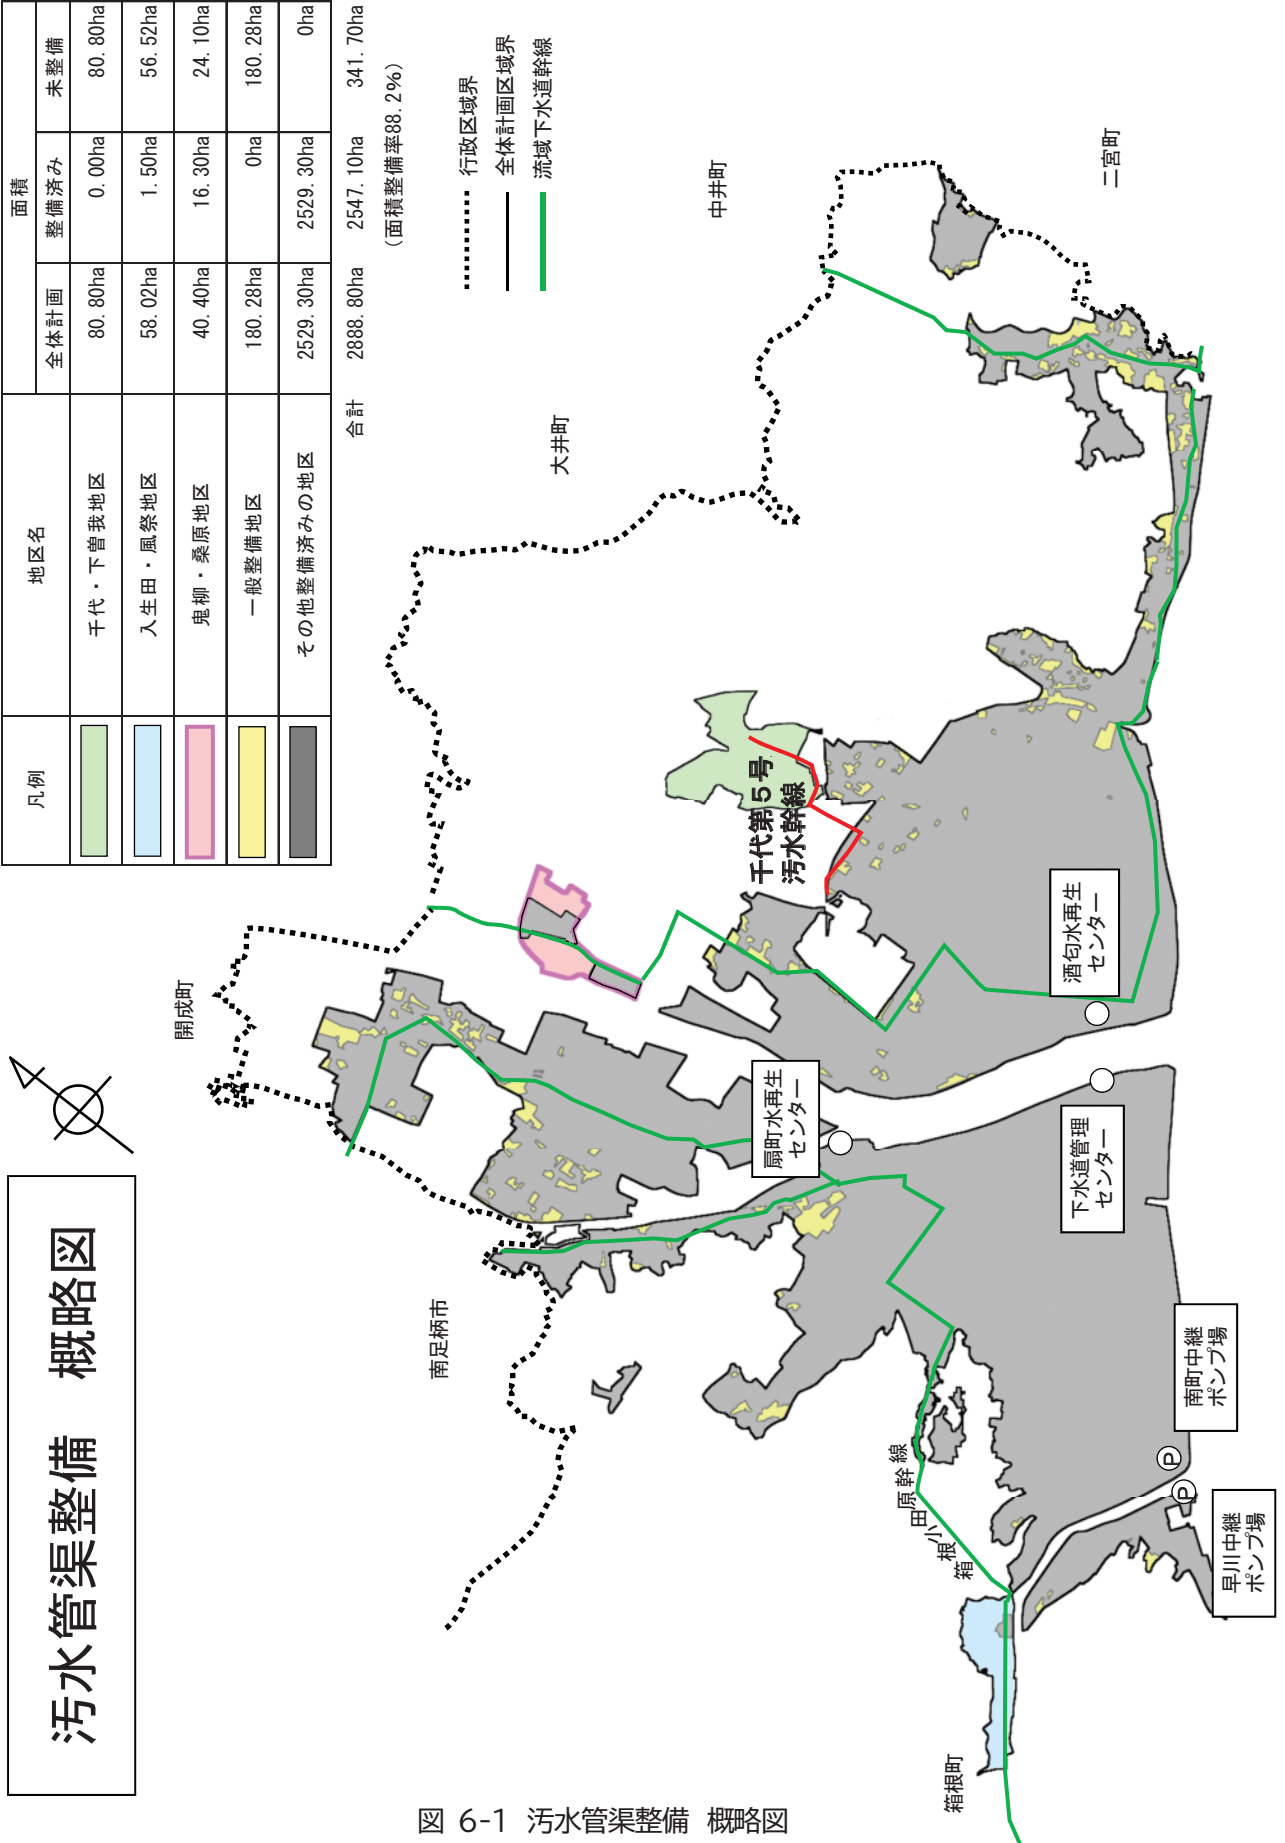 汚水管渠整備 概略図
凡例
地区名
面積
全体計画
整備済み
未整備
千代・下曽我地区
80.80ha
0.00ha
80.80ha
入生田・風祭地区
58.02ha
1.50ha
56.52ha
鬼柳・桑原地区
40.40ha
16.30ha
24.10ha
一般整備地区
180.28ha
0ha
180.28ha
その他整備済みの地区
2529.30ha
2529.30ha
0ha
合計
2888.80ha
2547.10ha
341.70ha
(面積整備率88.2%)
行政区域界
全体計画区域界
流域下水道幹線
開成町
大井町
中井町
二宮町
南足柄市
箱根町
千代第5号
汚水幹線
箱根小田原幹線
扇町水再生
センター
酒匂水再生
センター
下水道管理
センター
南町中継
ポンプ場
早川中継
ポンプ場
P
P
図 6-1 汚水管渠整備 概略図